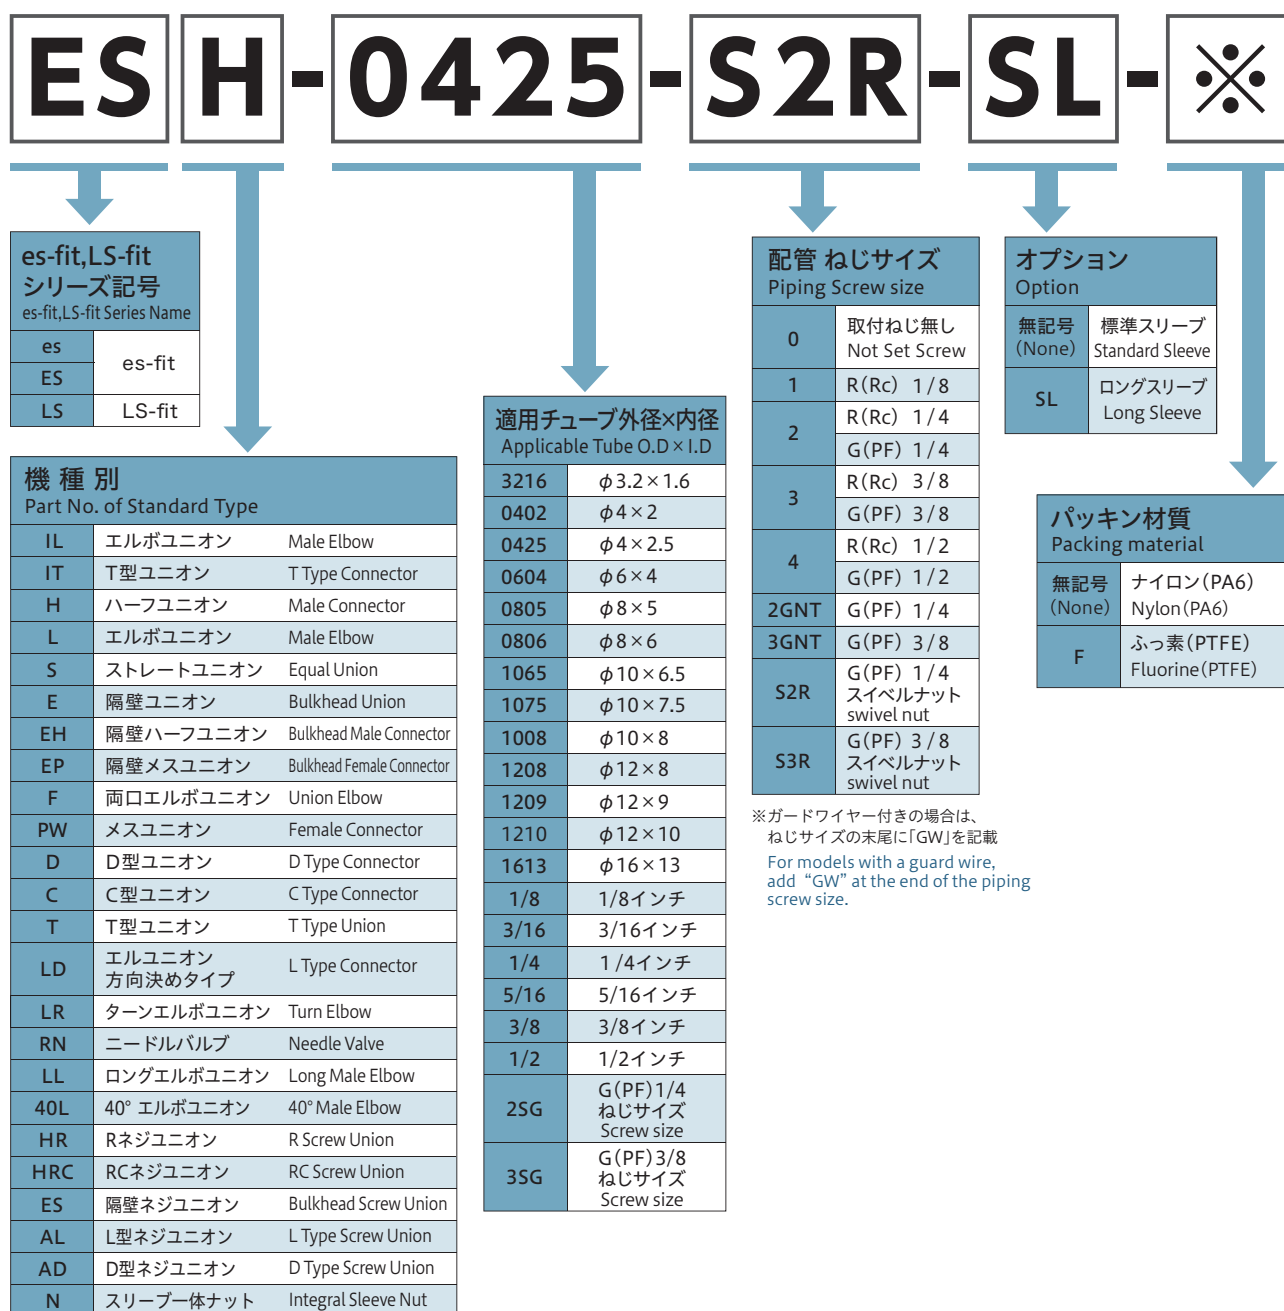 ESH-0425-S2R-SL-※
es-fit,LS-fit
シリーズ記号
es-fit,LS-fit Series Name
es
es-fit
ES
LS LS-fit
機種別
Part No. of Standard Type
IL エルボユニオン Male Elbow
IT T型ユニオン T Type Connector
H ハーフユニオン Male Connector
L エルボユニオン Male Elbow
S ストレートユニオン Equal Union
E 隔壁ユニオン Bulkhead Union
EH 隔壁ハーフユニオン Bulkhead Male Connector
EP 隔壁メスユニオン Bulkhead Female Connector
F 両口エルボユニオン Union Elbow
PW メスユニオン Female Connector
D D型ユニオン D Type Connector
C C型ユニオン C Type Connector
T T型ユニオン T Type Union
LD エルユニオン
方向決めタイプ L Type Connector
LR ターンエルボユニオン Turn Elbow
RN ニードルバルブ Needle Valve
LL ロングエルボユニオン Long Male Elbow
40L 40° エルボユニオン 40° Male Elbow
HR Rネジユニオン R Screw Union
HRC RCネジユニオン RC Screw Union
ES 隔壁ネジユニオン Bulkhead Screw Union
AL L型ネジユニオン L Type Screw Union
AD D型ネジユニオン D Type Screw Union
N スリーブ一体ナット Integral Sleeve Nut
適用チューブ外径×内径
Applicable Tube O.D×I.D
3216 φ3.2×1.6
0402 φ4×2
0425 φ4×2.5
0604 φ6×4
0805 φ8×5
0806 φ8×6
1065 φ10×6.5
1075 φ10×7.5
1008 φ10×8
1208 φ12×8
1209 φ12×9
1210 φ12×10
1613 φ16×13
1/8 1/8インチ
3/16 3/16インチ
1/4 1/4インチ
5/16 5/16インチ
3/8 3/8インチ
1/2 1/2インチ
2SG G(PF)1/4
ねじサイズ
Screw size
3SG G(PF)3/8
ねじサイズ
Screw size
配管 ねじサイズ
Piping Screw size
0 取付ねじ無し
Not Set Screw
1 R(Rc) 1/8
2 R(Rc) 1/4
G(PF) 1/4
3 R(Rc) 3/8
G(PF) 3/8
4 R(Rc) 1/2
G(PF) 1/2
2GNT G(PF) 1/4
3GNT G(PF) 3/8
S2R G(PF) 1/4
スイベルナット
swivel nut
S3R G(PF) 3/8
スイベルナット
swivel nut
※ガードワイヤー付きの場合は、
ねじサイズの末尾に「GW」を記載
For models with a guard wire,
add “GW” at the end of the piping
screw size.
オプション
Option
無記号 標準スリーブ
(None) Standard Sleeve
SL ロングスリーブ
Long Sleeve
パッキン材質
Packing material
無記号 ナイロン(PA6)
(None) Nylon(PA6)
F ふっ素(PTFE)
Fluorine(PTFE)